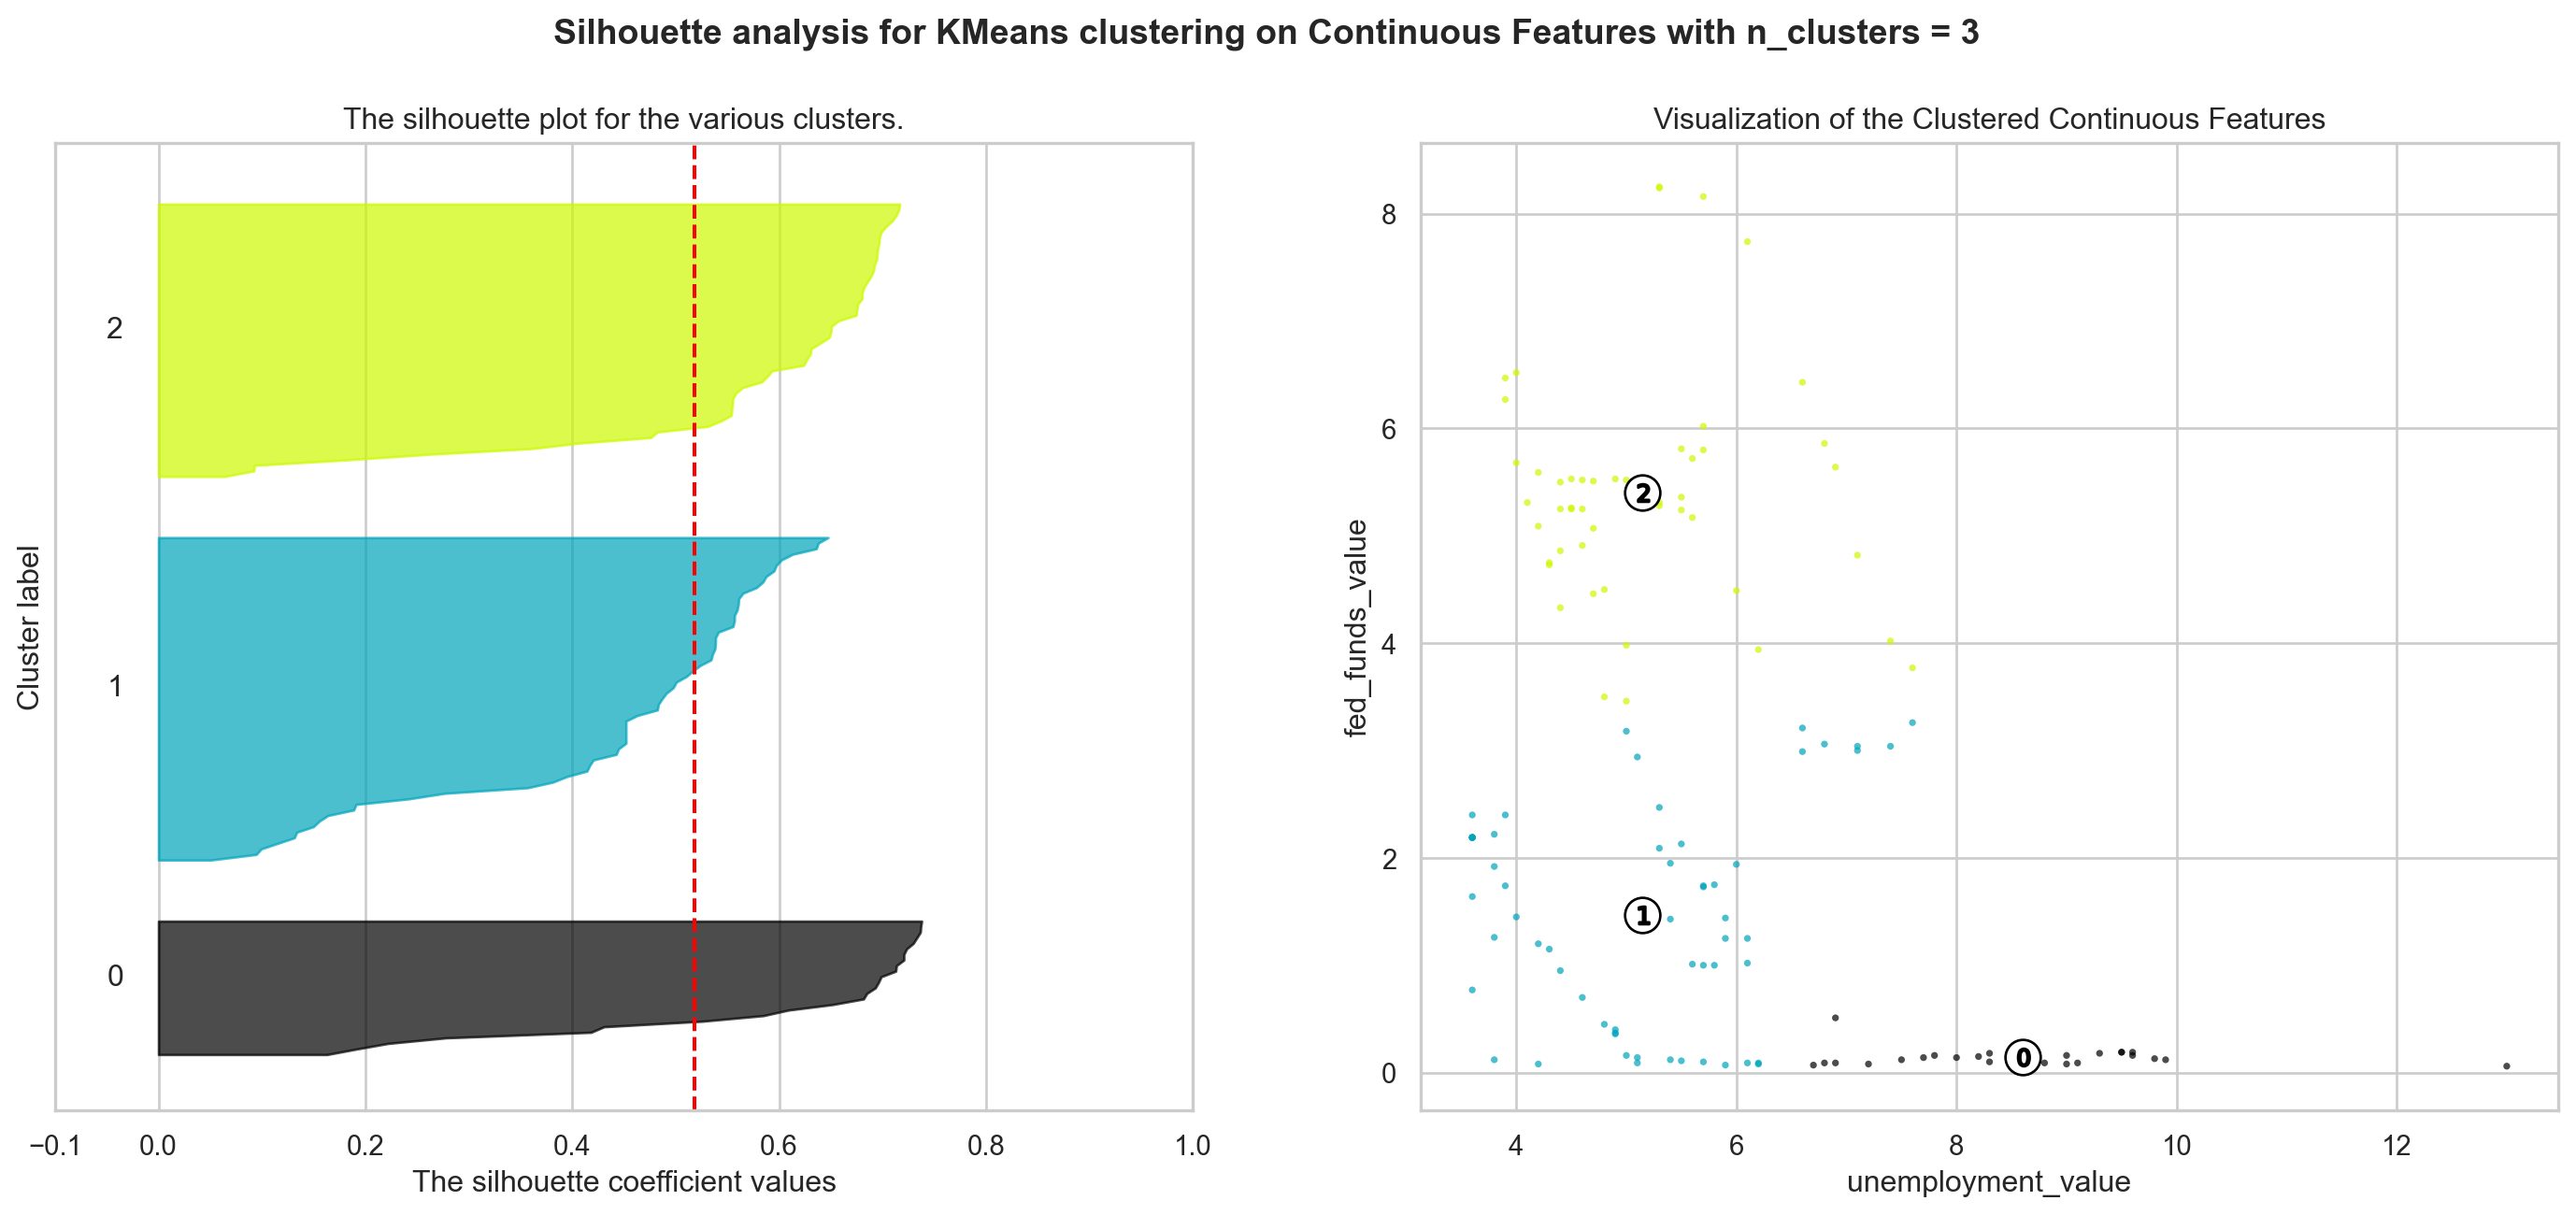 Silhouette analysis for KMeans clustering on Continuous Features with n_clusters = 3
The silhouette plot for the various clusters.
Cluster label
2
1
0
−0.1 0.0 0.2 0.4 0.6 0.8 1.0
The silhouette coefficient values
Visualization of the Clustered Continuous Features
fed_funds_value
8
6
4
2
0
2
1
0
4 6 8 10 12
unemployment_value